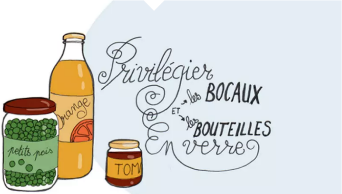 Privilégier
les BOCAUX
ET
les BOUTEILLES
En verre
orange
petits pois
TOM